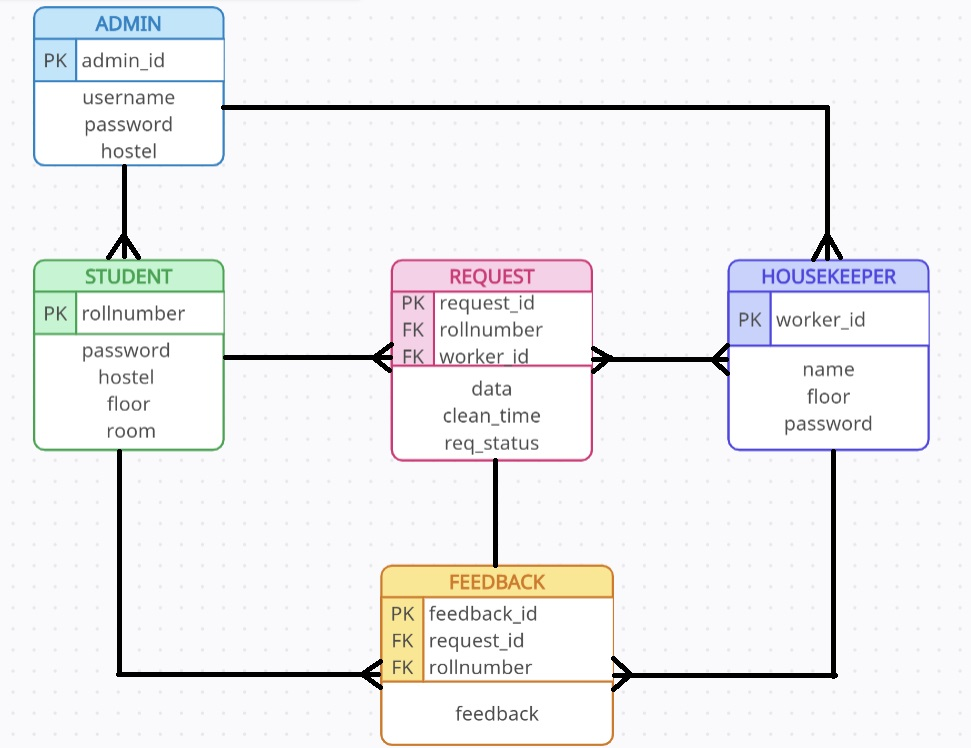 ADMIN
PK admin_id
username
password
hostel
STUDENT
PK rollnumber
password
hostel
floor
room
REQUEST
PK request_id
FK rollnumber
FK worker_id
data
clean_time
req_status
HOUSEKEEPER
PK worker_id
name
floor
password
FEEDBACK
PK feedback_id
FK request_id
FK rollnumber
feedback